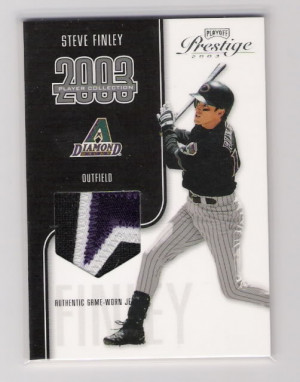 STEVE FINLEY
PLAYOFF
Prestige
2003
2003
PLAYER COLLECTION
DIAMOND
OUTFIELD
AUTHENTIC GAME-WORN JE
FINLEY